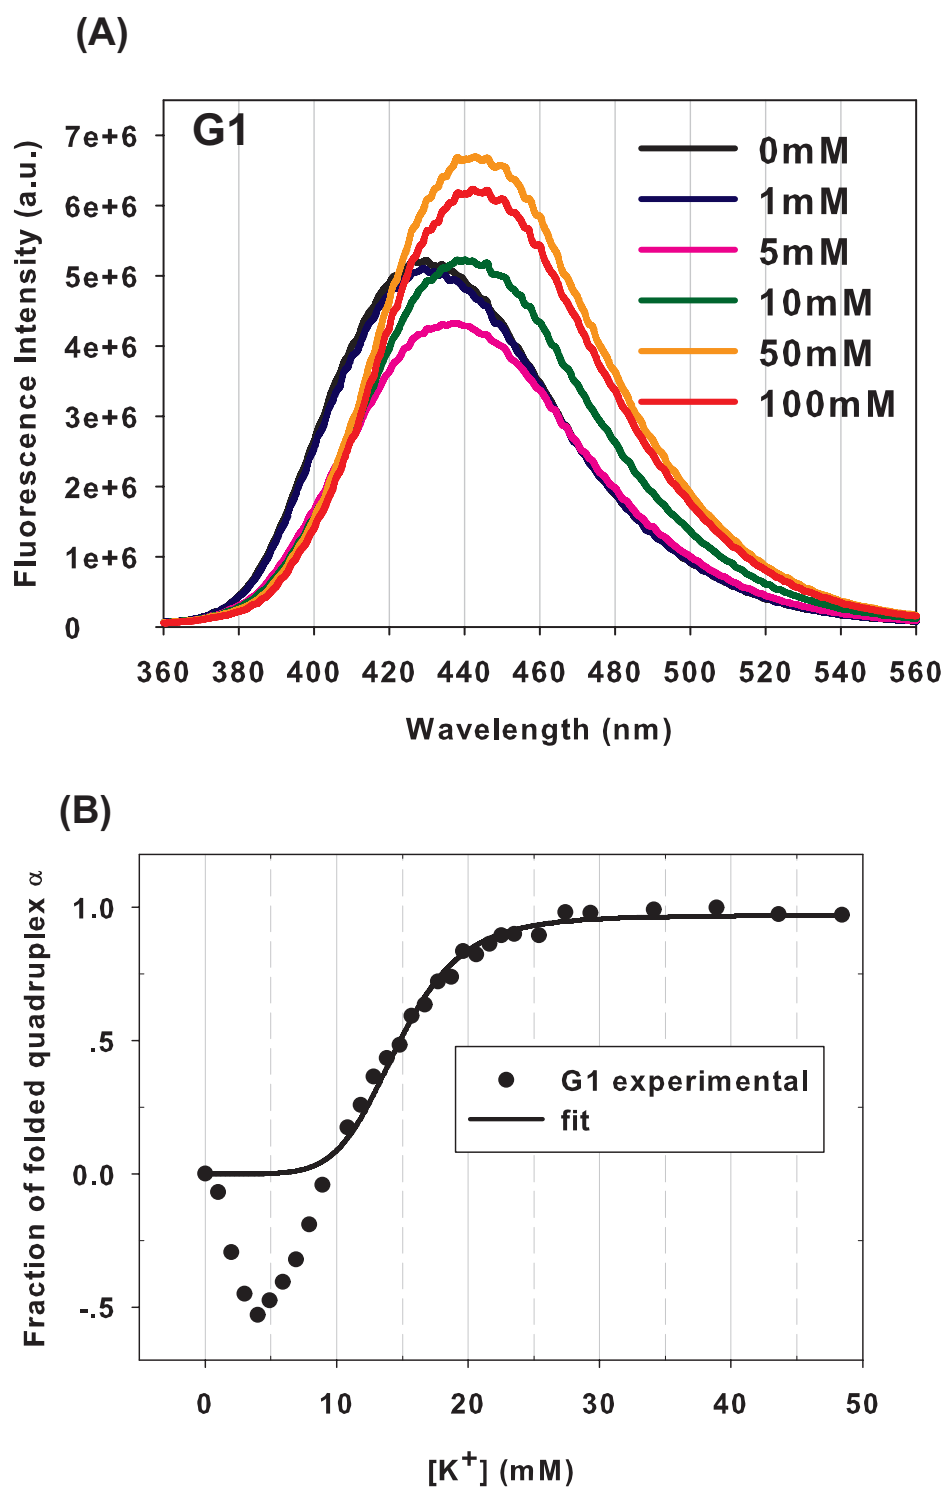 (A)
G1
Fluorescence Intensity (a.u.)
7e+6
6e+6
5e+6
4e+6
3e+6
2e+6
1e+6
0
0mM
1mM
5mM
10mM
50mM
100mM
360 380 400 420 440 460 480 500 520 540 560
Wavelength (nm)
(B)
Fraction of folded quadruplex α
1.0
.5
0.0
-.5
G1 experimental
fit
0 10 20 30 40 50
[K+] (mM)